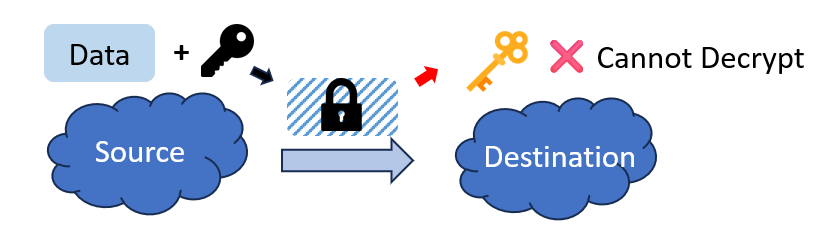 Data
+
Cannot Decrypt
Source
Destination